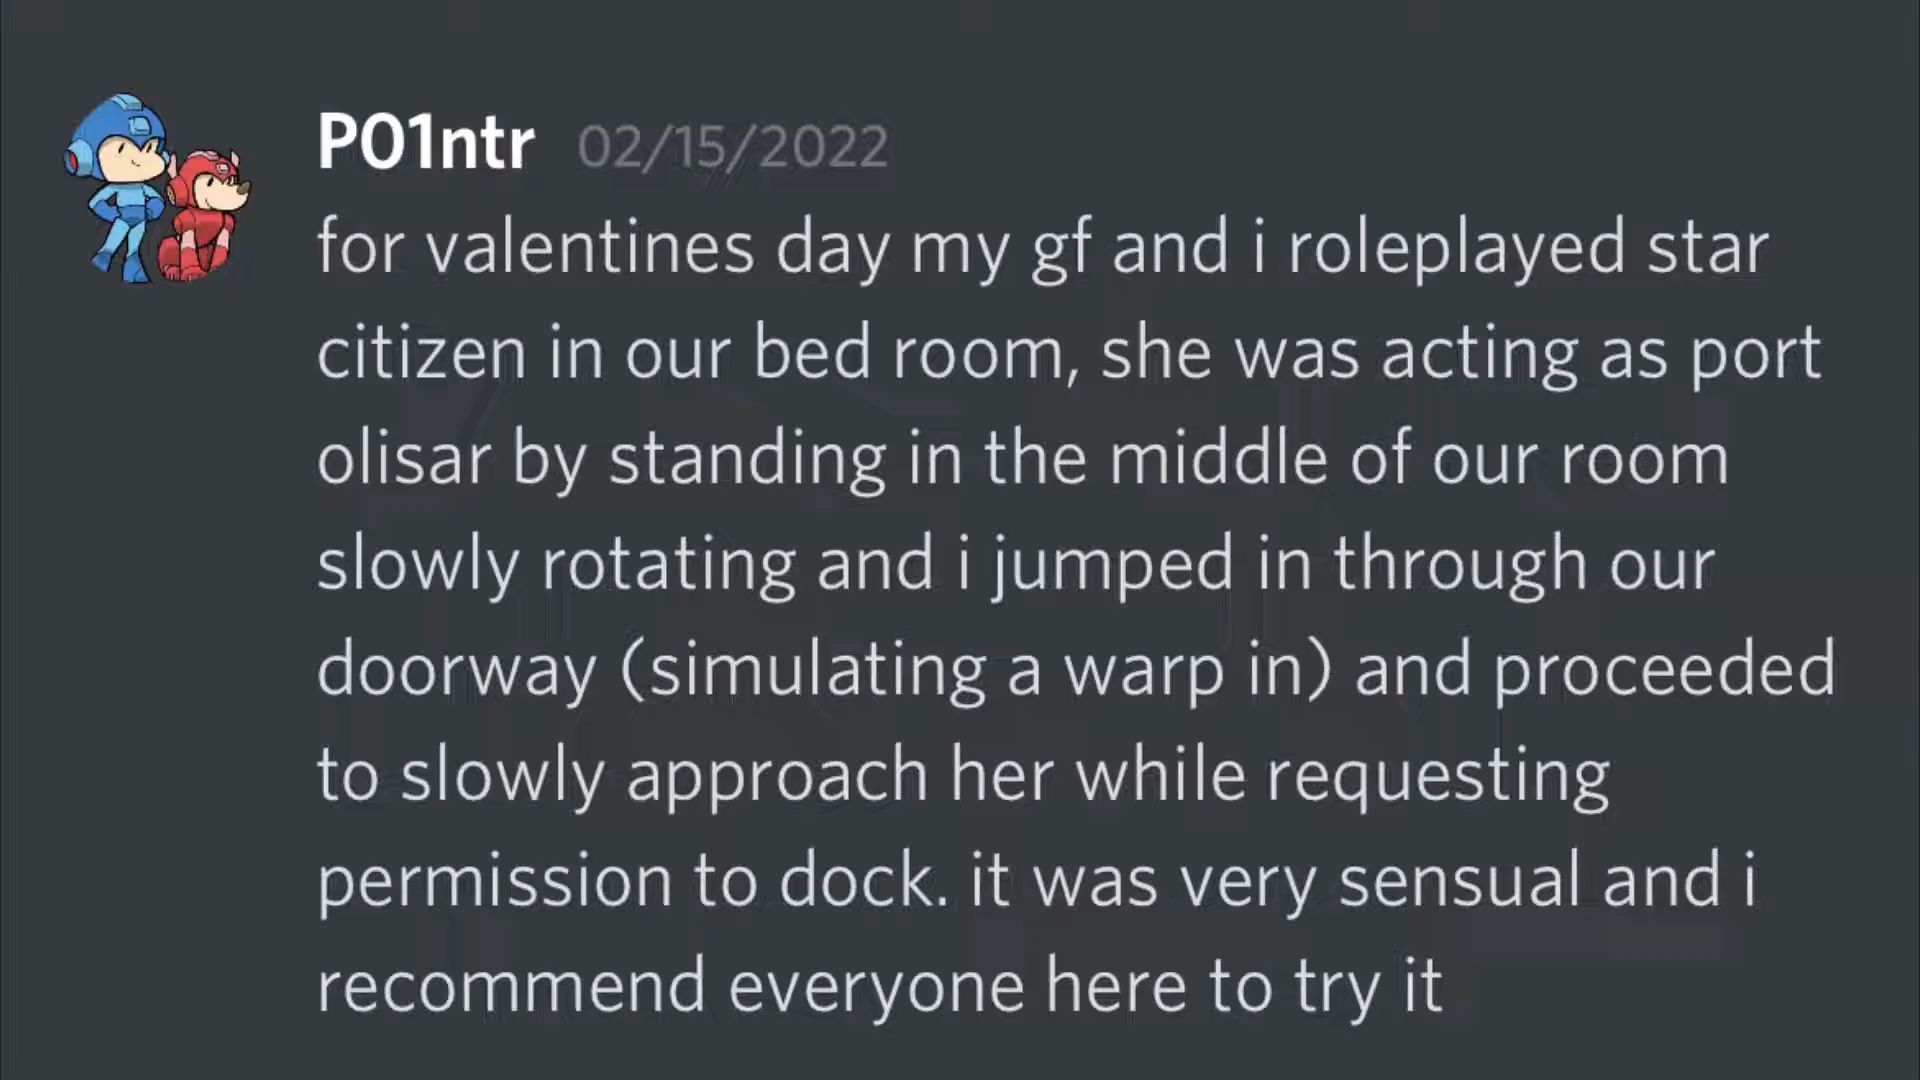 P01ntr 02/15/2022
for valentines day my gf and i roleplayed star
citizen in our bed room, she was acting as port
olisar by standing in the middle of our room
slowly rotating and i jumped in through our
doorway (simulating a warp in) and proceeded
to slowly approach her while requesting
permission to dock. it was very sensual and i
recommend everyone here to try it